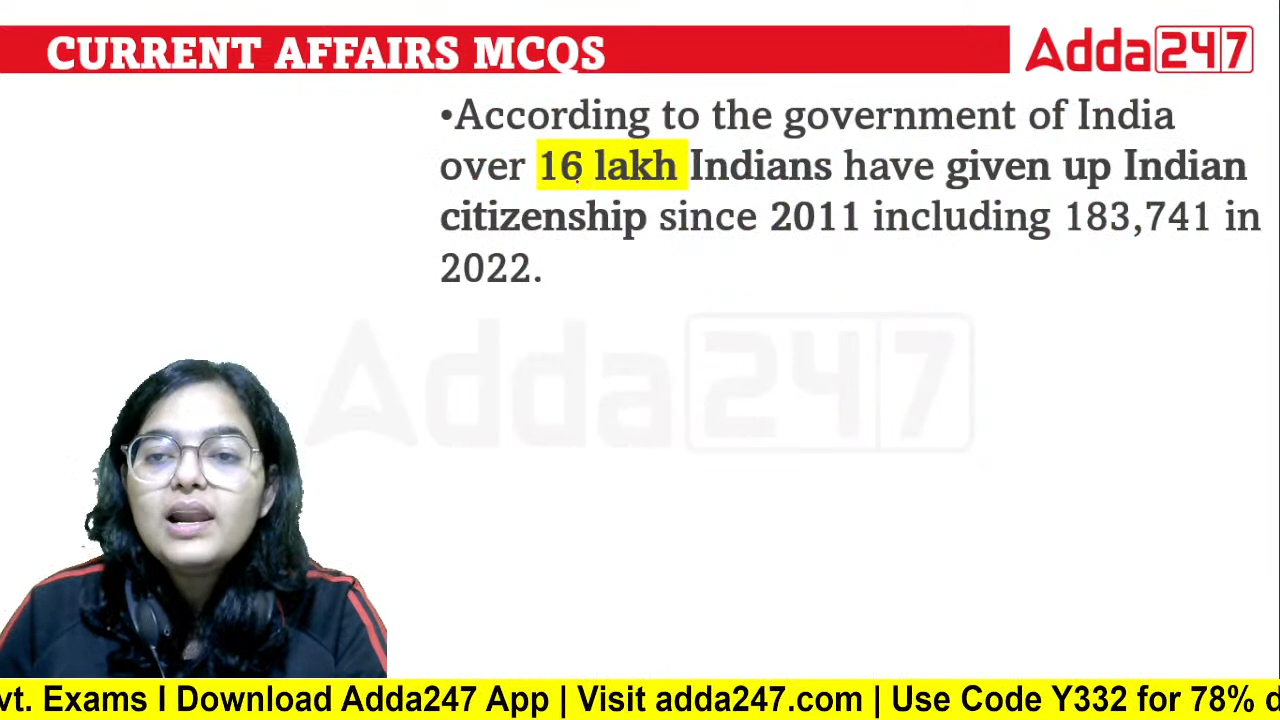 CURRENT AFFAIRS MCQS
Adda247
•According to the government of India
over 16 lakh Indians have given up Indian
citizenship since 2011 including 183,741 in
2022.
Adda247
vt. Exams l Download Adda247 App | Visit adda247.com | Use Code Y332 for 78% d